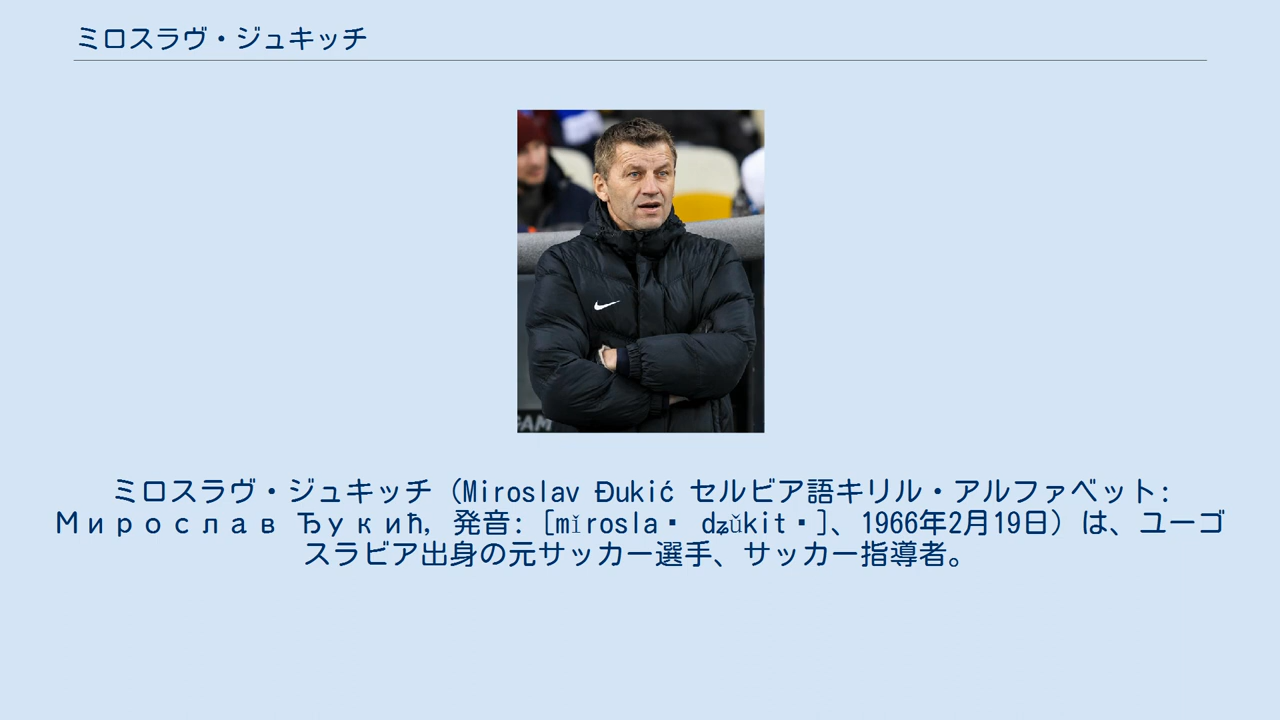 ミロスラヴ・ジュキッチ
GAM
ミロスラヴ・ジュキッチ（Miroslav Đukić セルビア語キリル・アルファベット:
Мирослав Ђукић, 発音: [mǐrosla▪ dʑǔkit▪]、1966年2月19日）は、ユーゴ
スラビア出身の元サッカー選手、サッカー指導者。